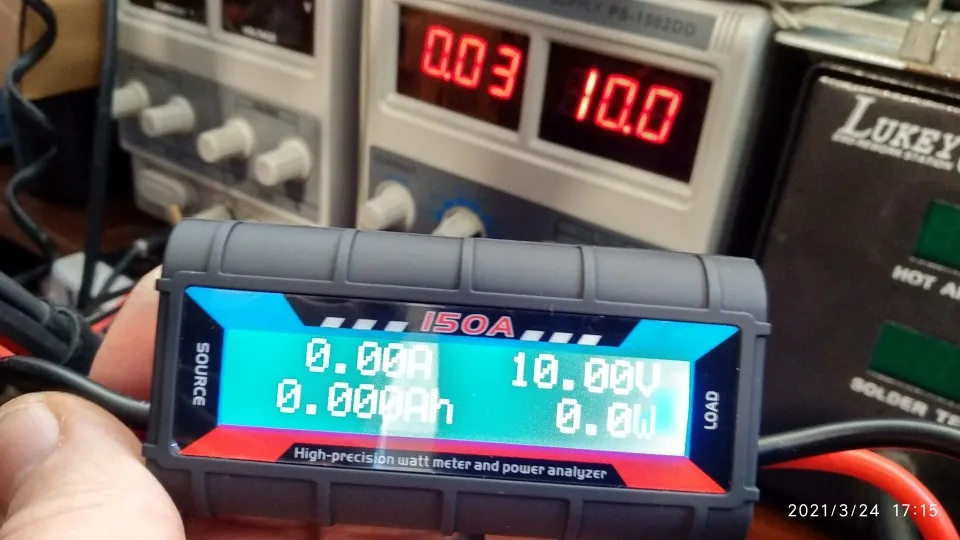 SUPPLY PS-1502DD
0.03
10.0
LUKEY
HOT
SOLDER
150A
SOURCE
0.00A 10.00V
0.000Ah 0.0W
LOAD
High-precision watt meter and power analyzer
2021/3/24 17:15